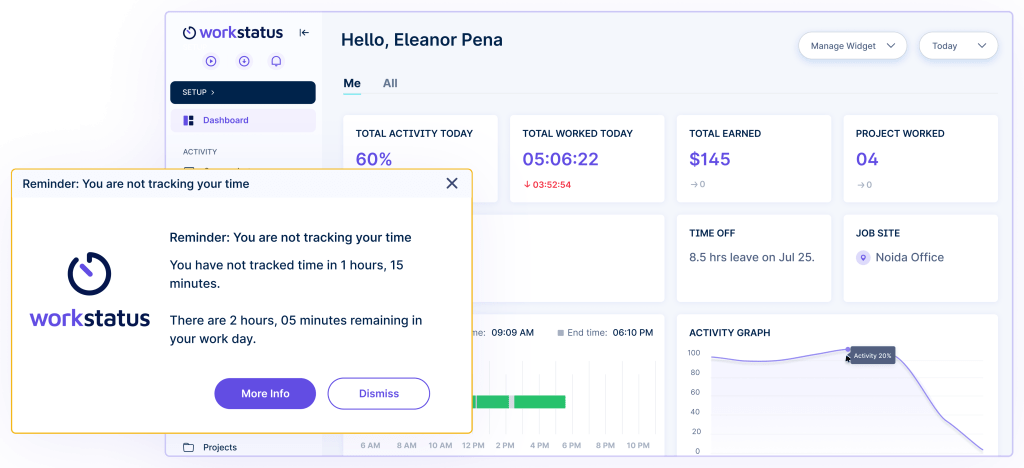 workstatus
Hello, Eleanor Pena
Manage Widget
Today
SETUP >
Me
All
Dashboard
ACTIVITY
TOTAL ACTIVITY TODAY
60%
TOTAL WORKED TODAY
05:06:22
↓ 03:52:54
TOTAL EARNED
$145
→ 0
PROJECT WORKED
04
→ 0
Reminder: You are not tracking your time
Reminder: You are not tracking your time
You have not tracked time in 1 hours, 15
minutes.
There are 2 hours, 05 minutes remaining in
your work day.
workstatus
More Info
Dismiss
TIME OFF
8.5 hrs leave on Jul 25.
JOB SITE
Noida Office
09:09 AM
End time: 06:10 PM
6 AM 8 AM 10 AM 12 PM 2 PM 4 PM 6 PM 8 PM 10 PM
ACTIVITY GRAPH
100
80
60
40
20
0
Activity 20%
Projects